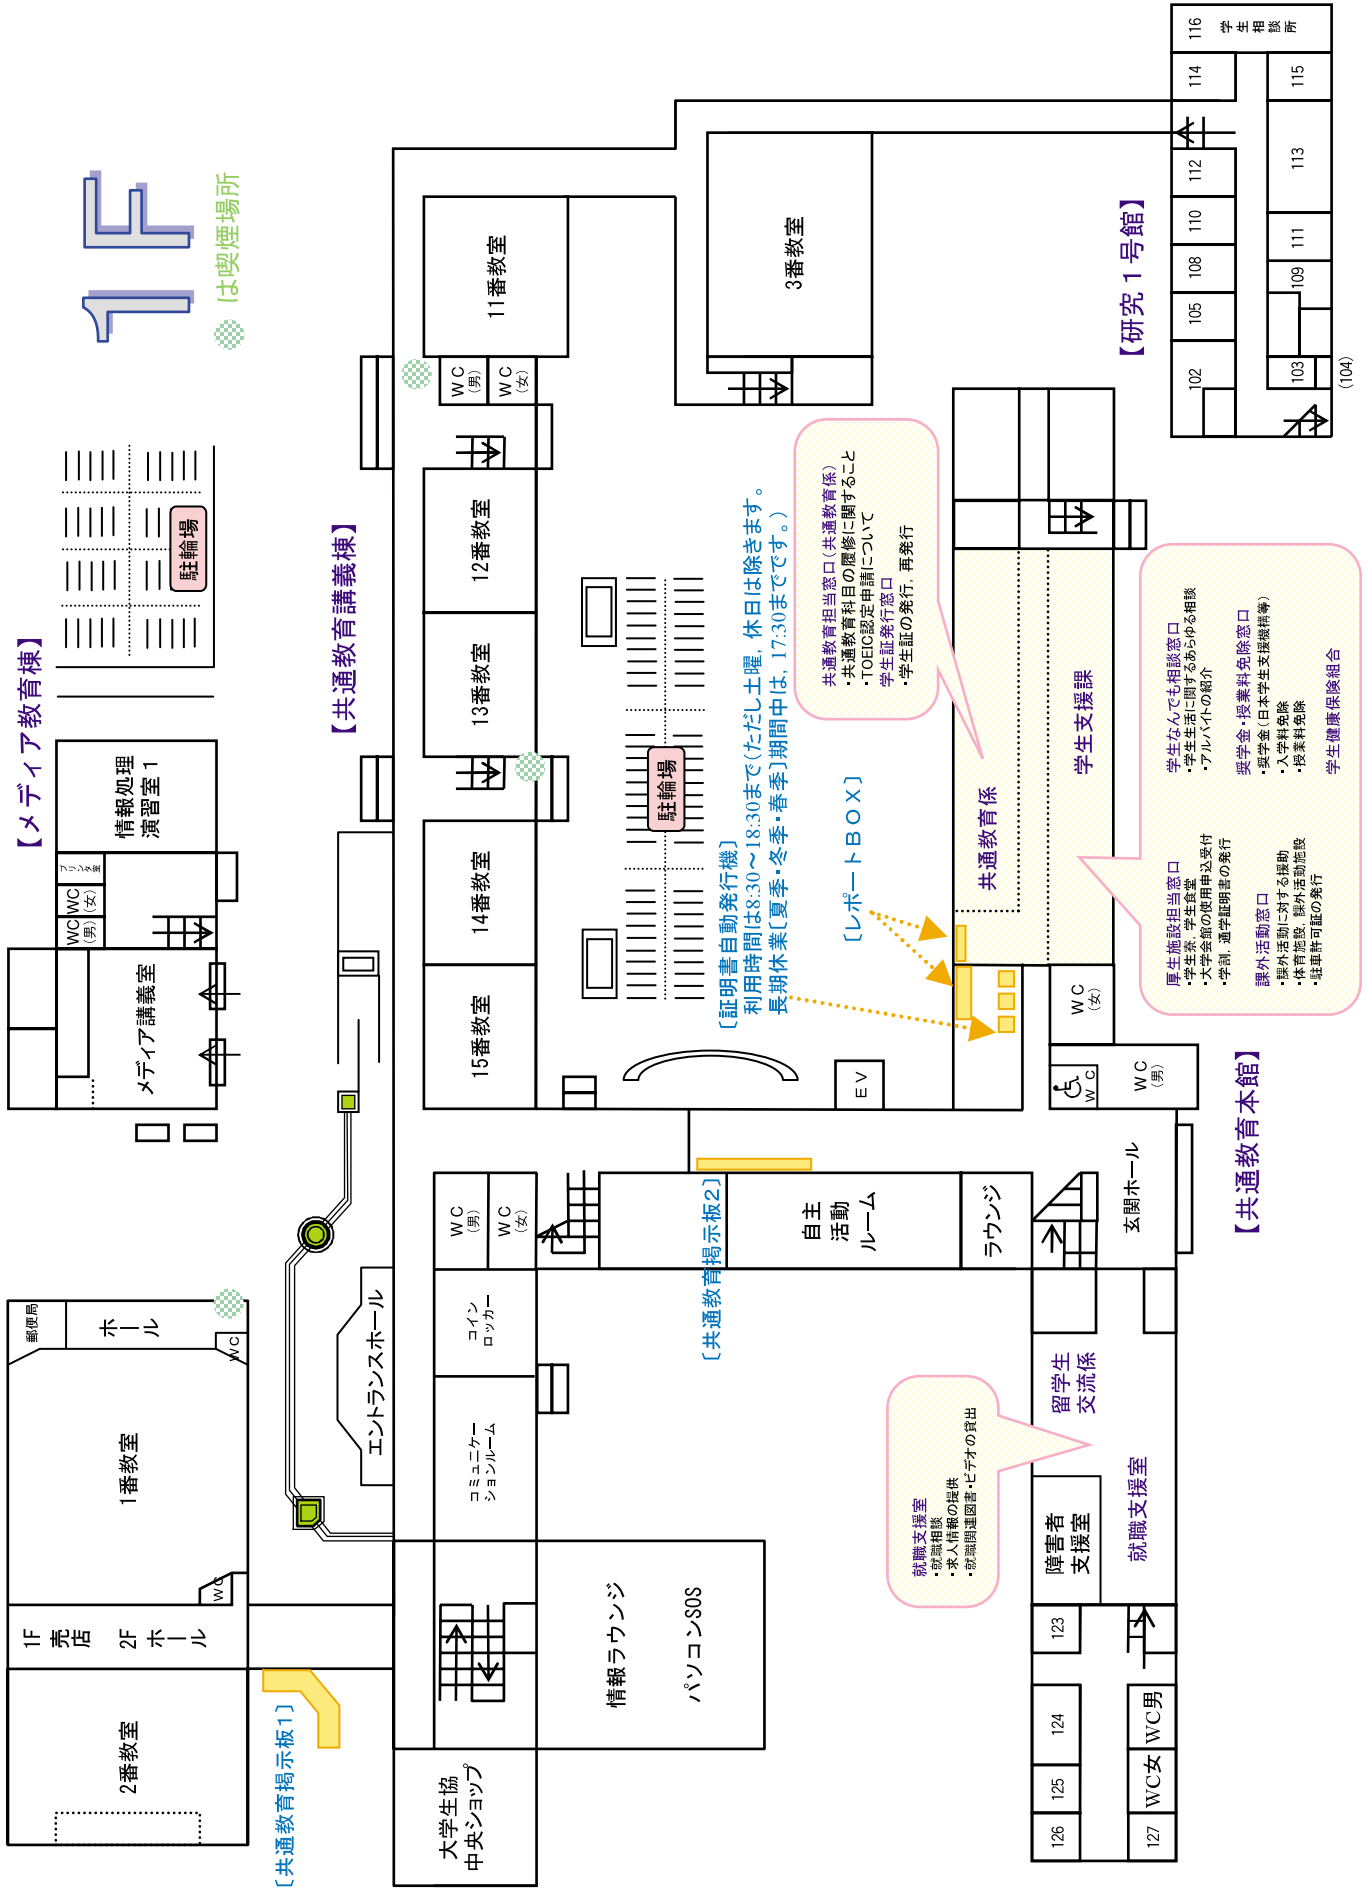 1F
は喫煙場所
【メディア教育棟】
情報処理
演習室1
プリンタ室
WC
(女)
WC
(男)
メディア講義室
駐輪場
郵便局
ホール
WC
1番教室
WC
1F
売店
2F
ホール
2番教室
〔共通教育掲示板1〕
【共通教育講義棟】
11番教室
WC
(男)
WC
(女)
12番教室
13番教室
14番教室
15番教室
エントランスホール
WC
(男)
WC
(女)
コイン
ロッカー
コミュニケー
ションルーム
情報ラウンジ
パソコンSOS
大学生協
中央ショップ
3番教室
駐輪場
〔証明書自動発行機〕
利用時間は8:30～18:30まで(ただし土曜，休日は除きます。
長期休業〔夏季・冬季・春季〕期間中は，17:30までです。)
〔レポートBOX〕
共通教育担当窓口(共通教育係)
・共通教育科目の履修に関すること
・TOEIC認定申請について
学生証発行窓口
・学生証の発行，再発行
共通教育係
学生支援課
EV
WC
(女)
WC
WC
(男)
〔共通教育掲示板2〕
自主
活動
ルーム
ラウンジ
玄関ホール
【共通教育本館】
学生なんでも相談窓口
・学生生活に関するあらゆる相談
・アルバイトの紹介
奨学金・授業料免除窓口
・奨学金(日本学生支援機構等)
・入学料免除
・授業料免除
学生健康保険組合
厚生施設担当窓口
・学生寮，学生食堂
・大学会館の使用申込受付
・学割，通学証明書の発行
課外活動窓口
・課外活動に対する援助
・体育施設，課外活動施設
・駐車許可証の発行
留学生
交流係
就職支援室
障害者
支援室
就職支援室
・就職相談
・求人情報の提供
・就職関連図書・ビデオの貸出
123
124
125
126
WC男
WC女
127
【研究1号館】
116
学生相談所
114
115
112
113
110
111
108
109
105
103
102
(104)